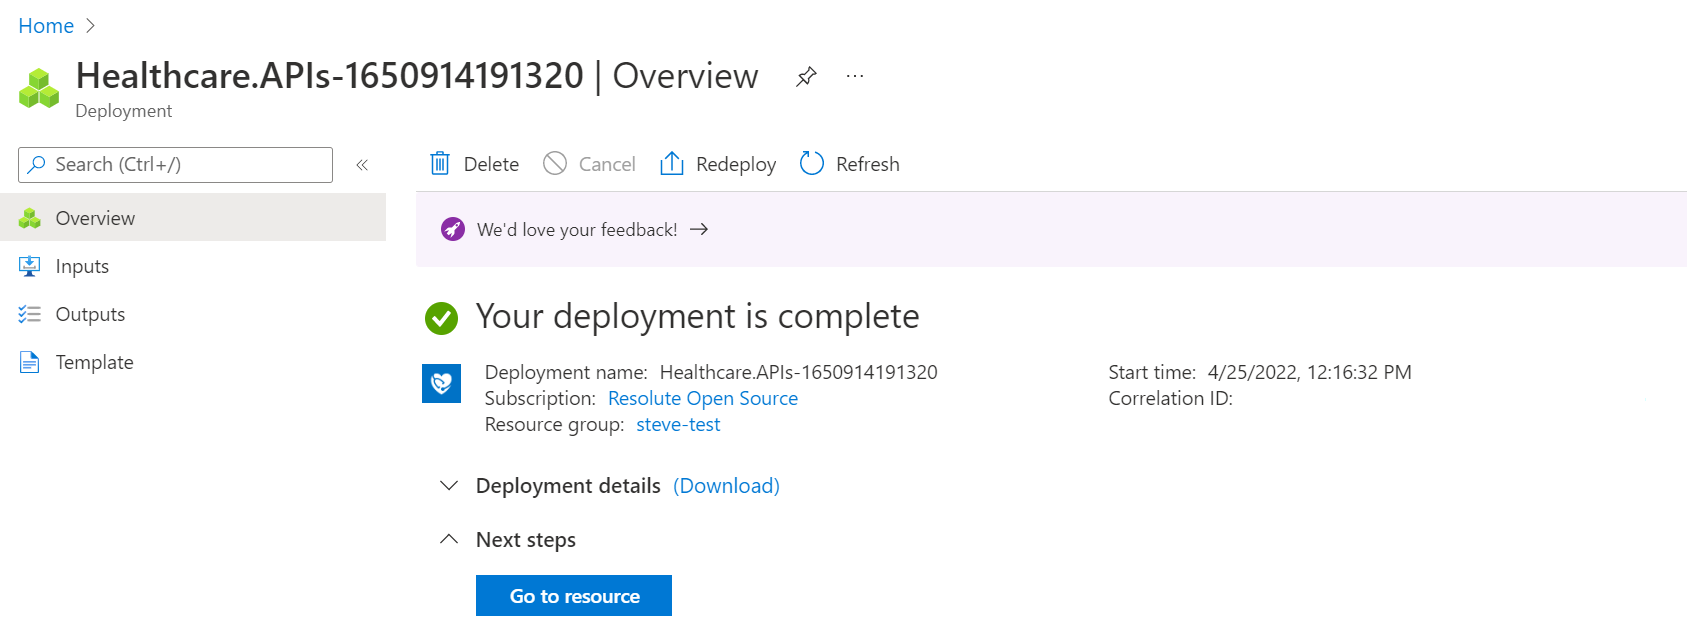 Home
Healthcare.APIs-1650914191320 | Overview
Deployment
Search (Ctrl+/)
Overview
Inputs
Outputs
Template
Delete
Cancel
Redeploy
Refresh
We'd love your feedback!
Your deployment is complete
Deployment name: Healthcare.APIs-1650914191320
Subscription: Resolute Open Source
Resource group: steve-test
Start time: 4/25/2022, 12:16:32 PM
Correlation ID:
Deployment details (Download)
Next steps
Go to resource